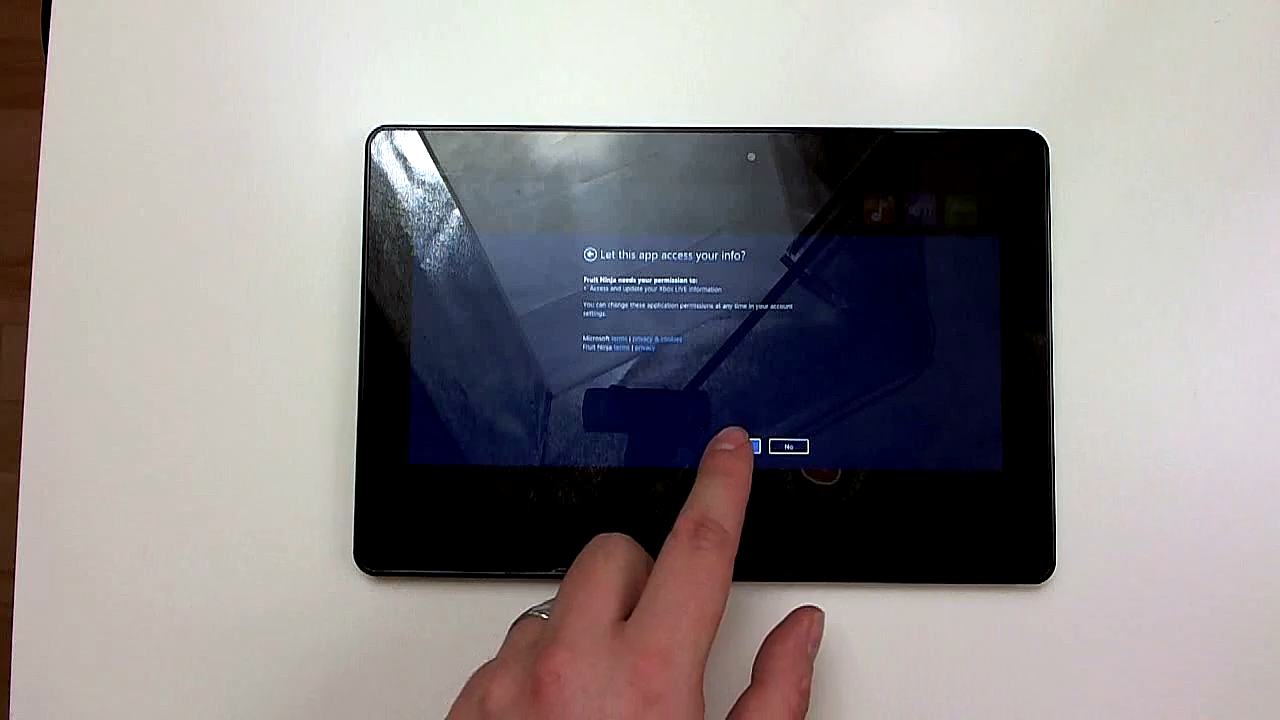 Let this app access your info?
Fruit Ninja needs your permission to:
• Access and update your Xbox LIVE information
You can change these application permissions at any time in your account
settings.
Microsoft terms | privacy & cookies
Fruit Ninja terms | privacy
No